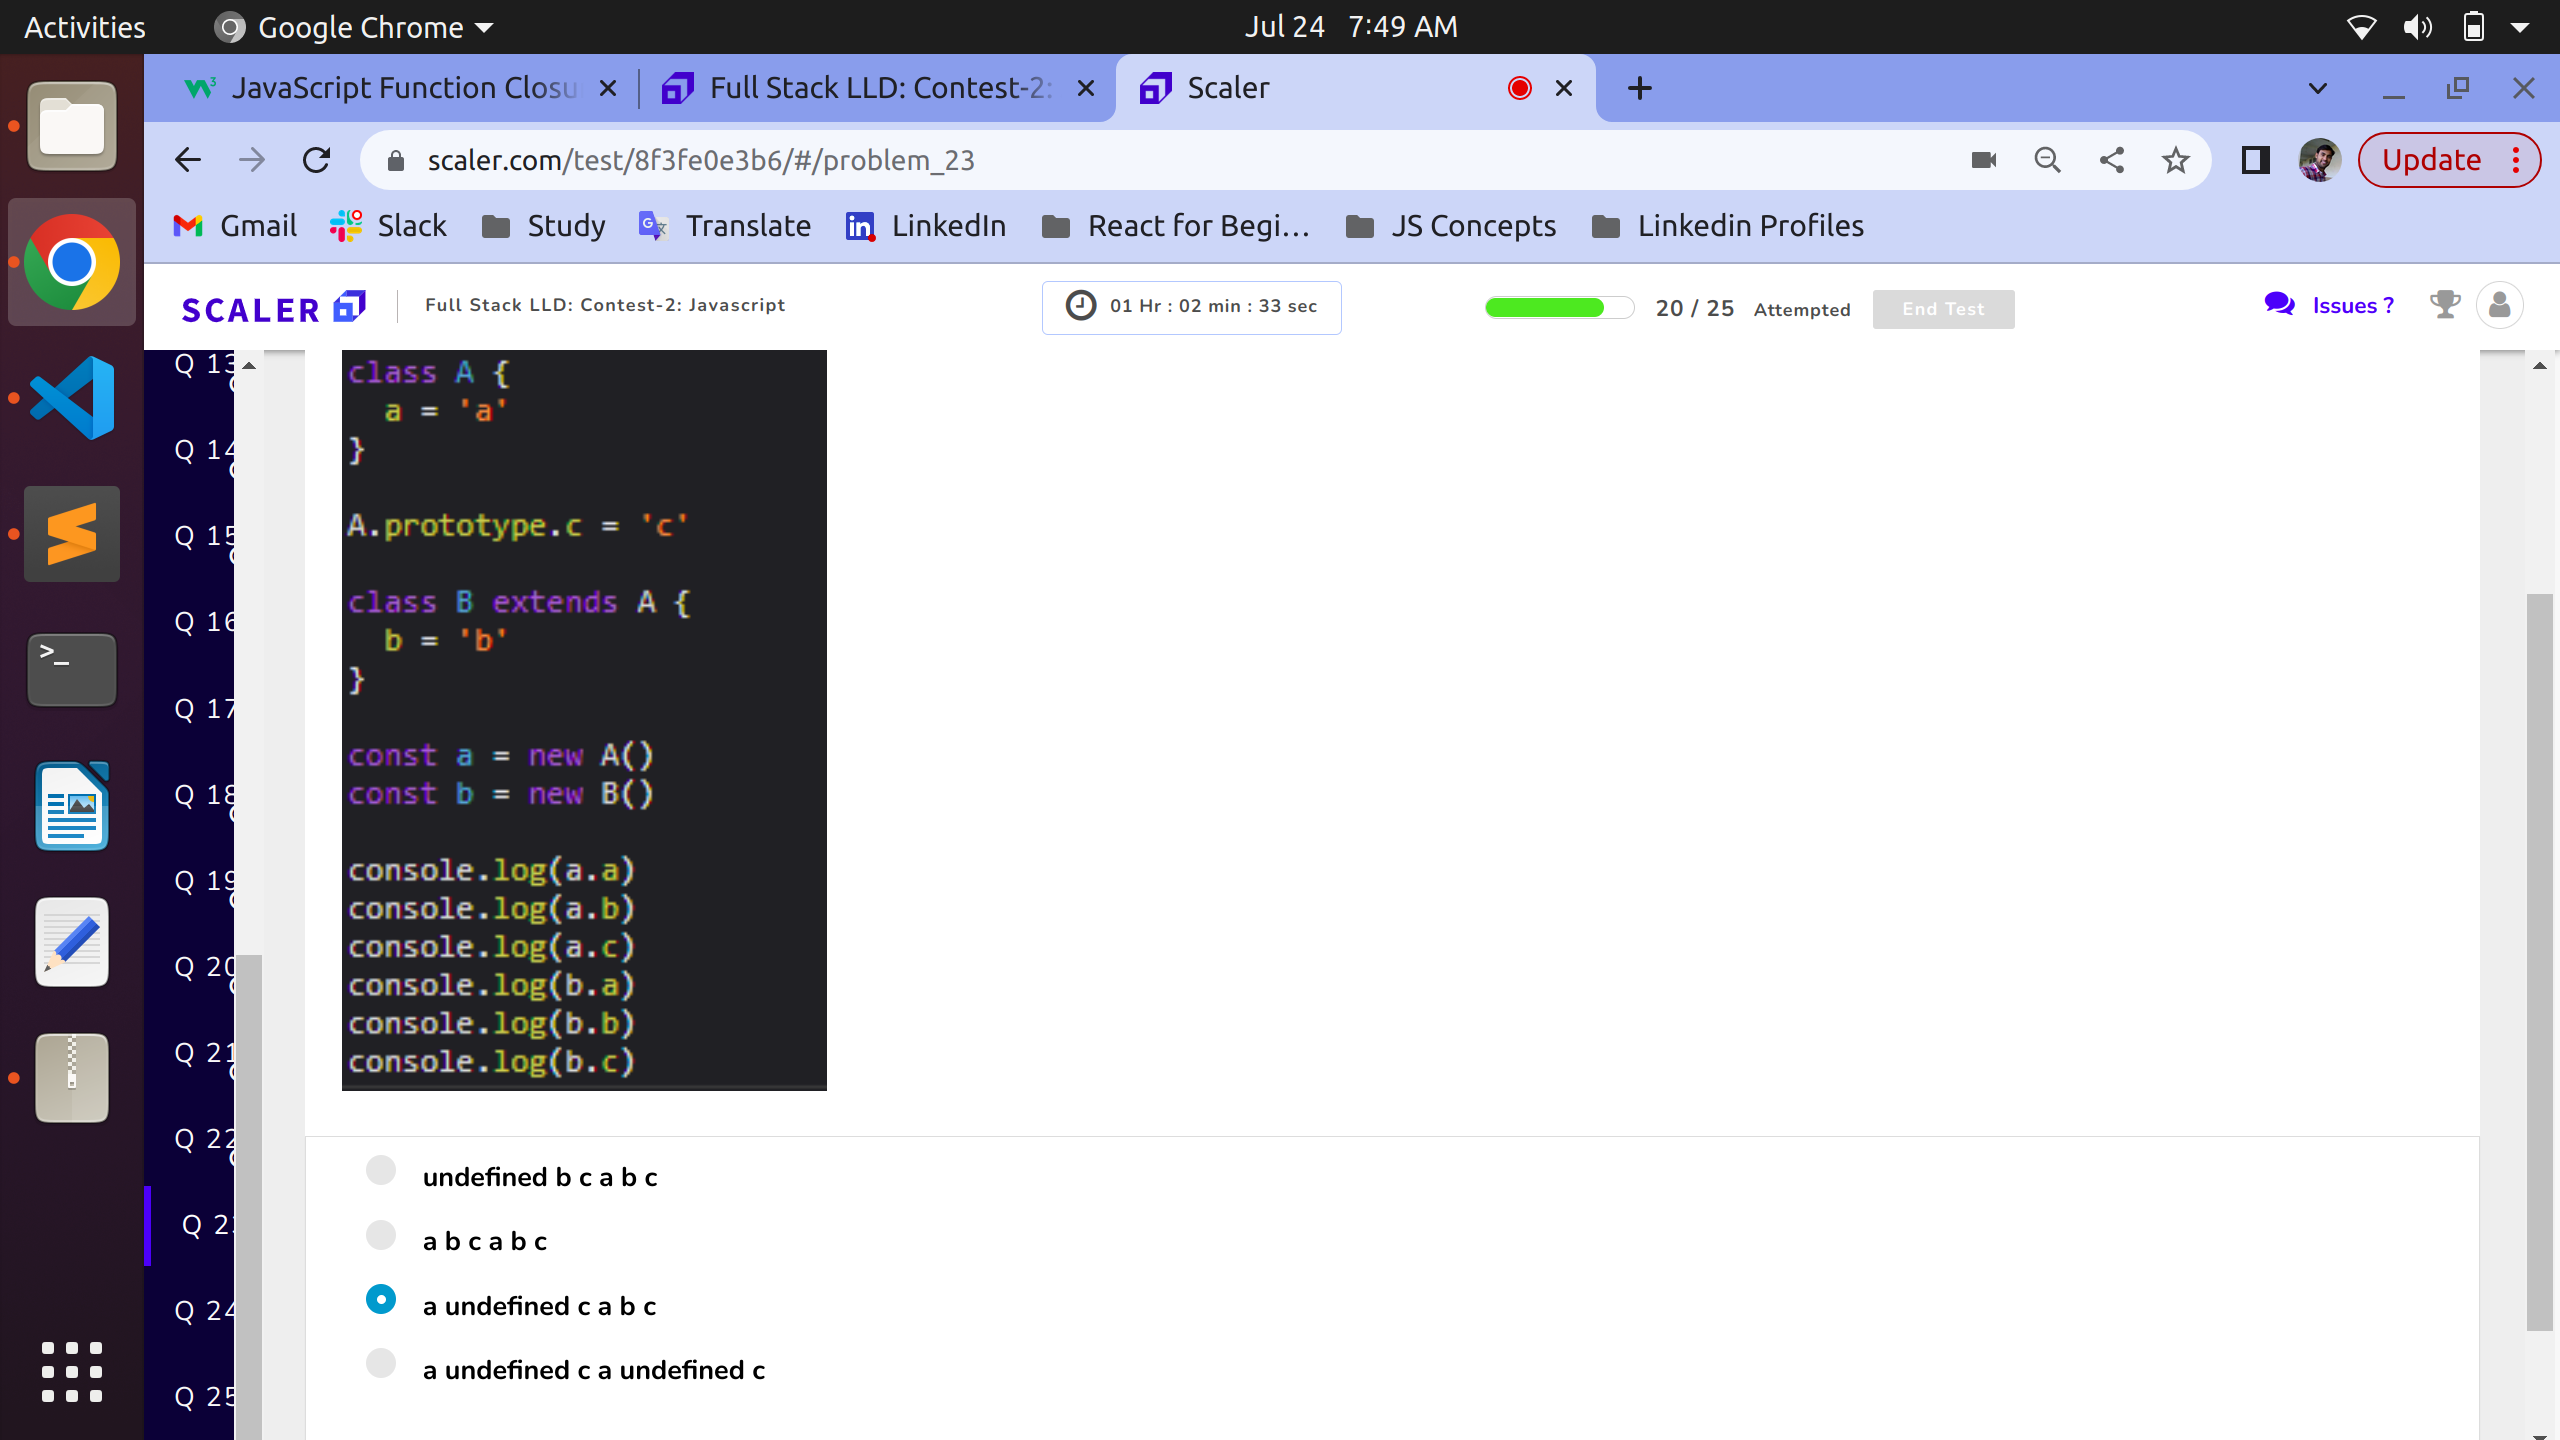 Activities
Google Chrome
Jul 24 7:49 AM
JavaScript Function Closu
Full Stack LLD: Contest-2:
Scaler
scaler.com/test/8f3fe0e3b6/#/problem_23
Update
Gmail
Slack
Study
Translate
LinkedIn
React for Begi...
JS Concepts
Linkedin Profiles
SCALER
Full Stack LLD: Contest-2: Javascript
01 Hr : 02 min : 33 sec
20 / 25 Attempted
End Test
Issues ?
Q 13
Q 14
Q 15
Q 16
Q 17
Q 18
Q 19
Q 20
Q 21
Q 22
Q 23
Q 24
Q 25
class A {
a = 'a'
}
A.prototype.c = 'c'
class B extends A {
b = 'b'
}
const a = new A()
const b = new B()
console.log(a.a)
console.log(a.b)
console.log(a.c)
console.log(b.a)
console.log(b.b)
console.log(b.c)
undefined b c a b c
a b c a b c
a undefined c a b c
a undefined c a undefined c